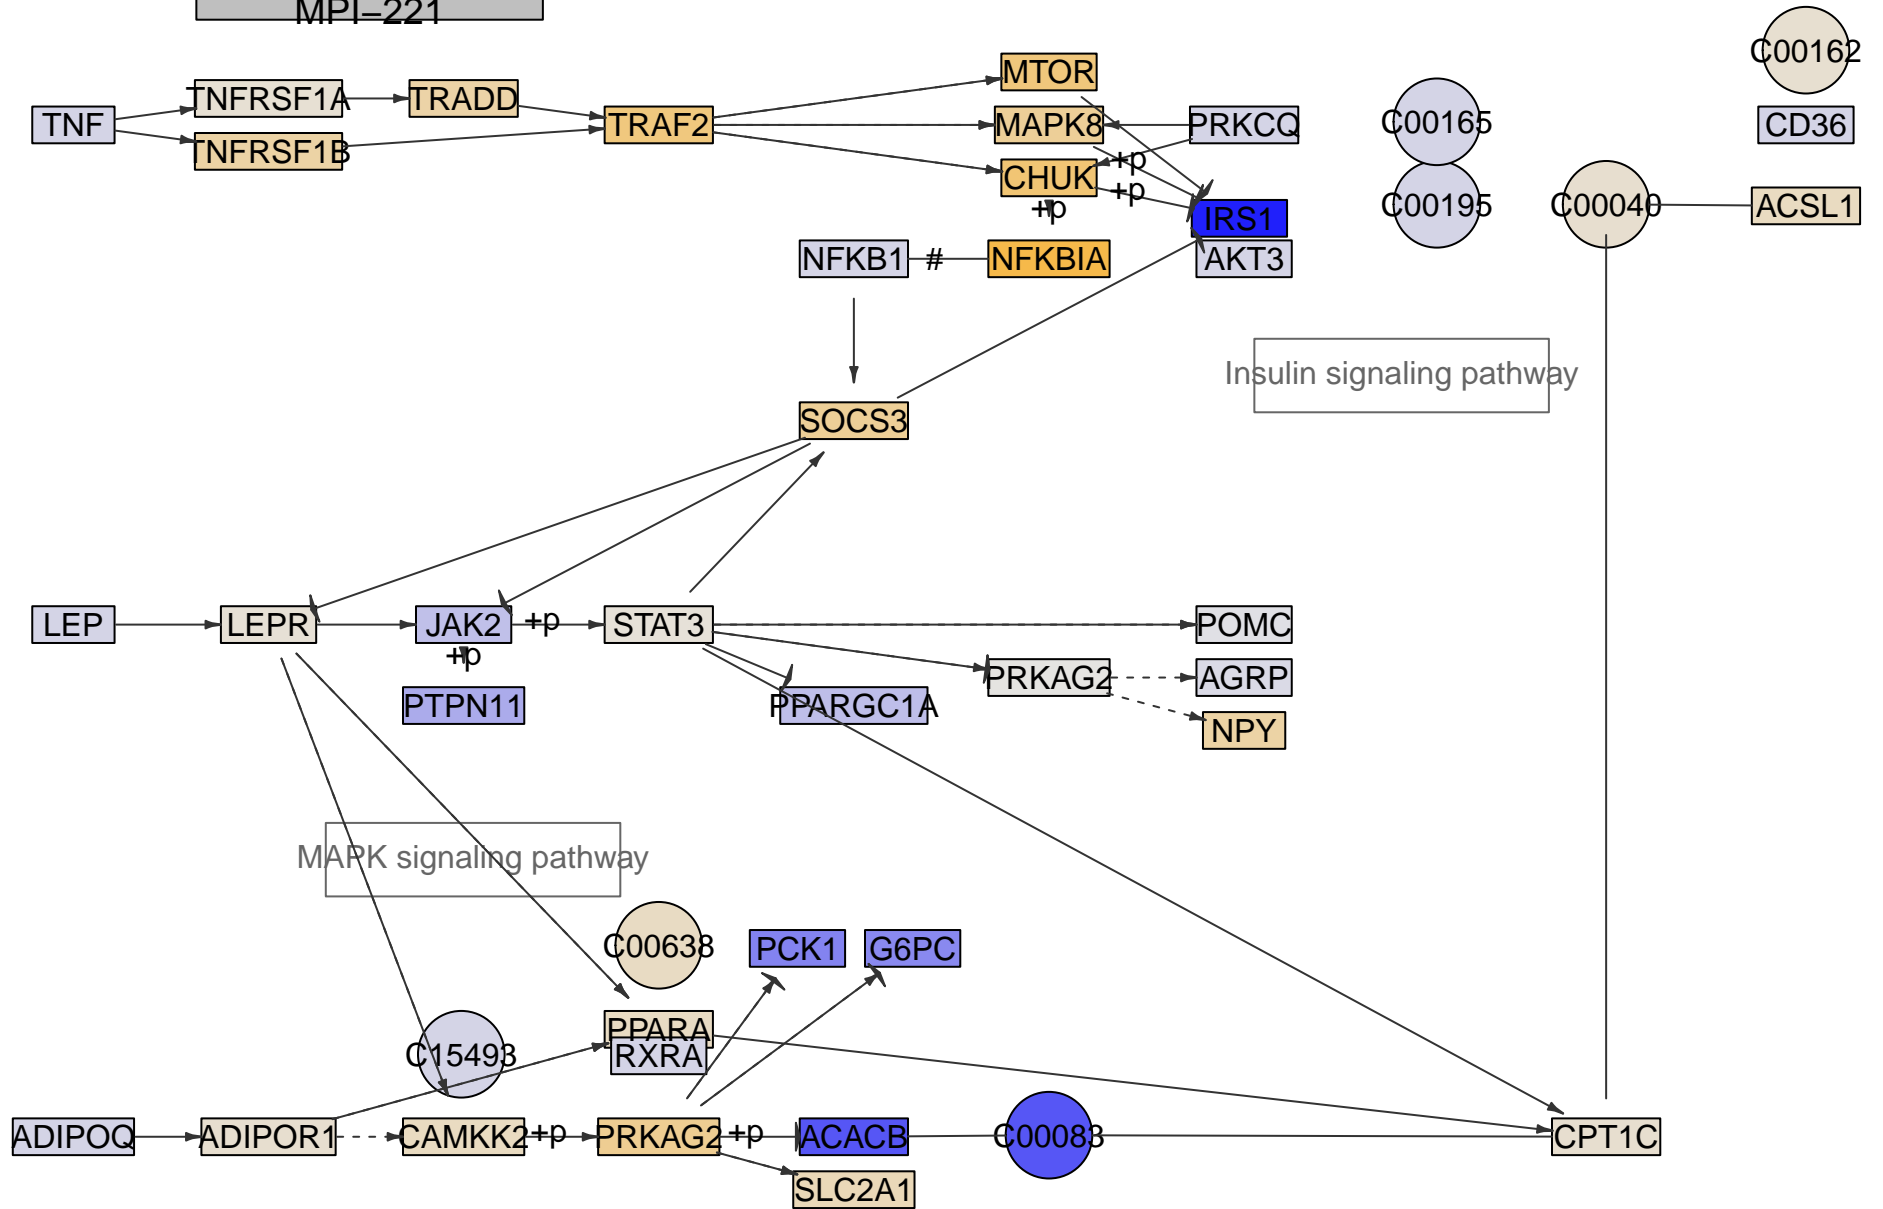 MPI−221
C00162
TNF
TNFRSF1A
TRADD
TNFRSF1B
TRAF2
MTOR
MAPK8
PRKCQ
C00165
CD36
+p
CHUK
+p
+p
IRS1
C00195
C00040
ACSL1
NFKB1
#
NFKBIA
AKT3
Insulin signaling pathway
SOCS3
LEP
LEPR
JAK2
+p
STAT3
POMC
+p
PTPN11
PPARGC1A
PRKAG2
AGRP
NPY
MAPK signaling pathway
C00638
PCK1
G6PC
PPARA
RXRA
C15493
ADIPOQ
ADIPOR1
CAMKK2
+p
PRKAG2
+p
ACACB
C00083
CPT1C
SLC2A1